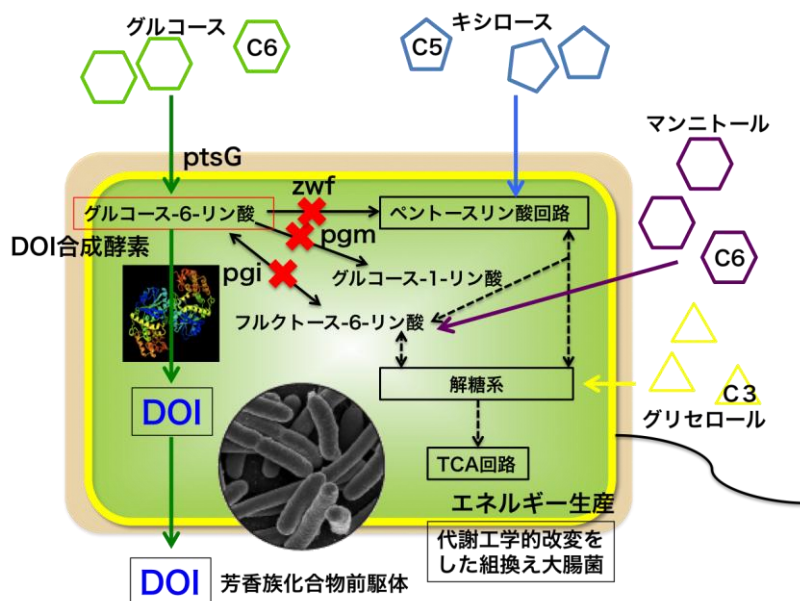 グルコース
C6
キシロース
C5
マンニトール
ptsG
zwf
グルコース-6-リン酸
ペントースリン酸回路
DOI合成酵素
pgm
pgi
グルコース-1-リン酸
C6
フルクトース-6-リン酸
解糖系
C3
グリセロール
DOI
TCA回路
エネルギー生産
代謝工学的改変を
した組換え大腸菌
DOI
芳香族化合物前駆体